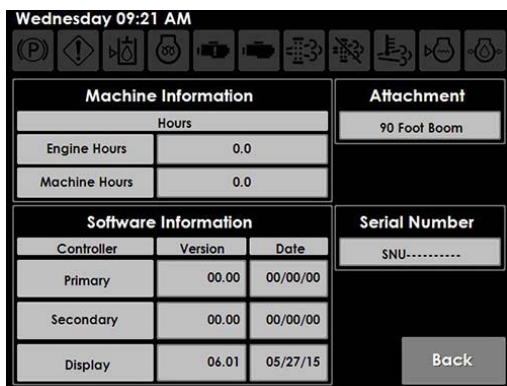 Wednesday 09:21 AM
(P)
Machine Information
Hours
Engine Hours 0.0
Machine Hours 0.0
Attachment
90 Foot Boom
Software Information
Controller Version Date
Primary 00.00 00/00/00
Secondary 00.00 00/00/00
Display 06.01 05/27/15
Serial Number
SNU----------
Back